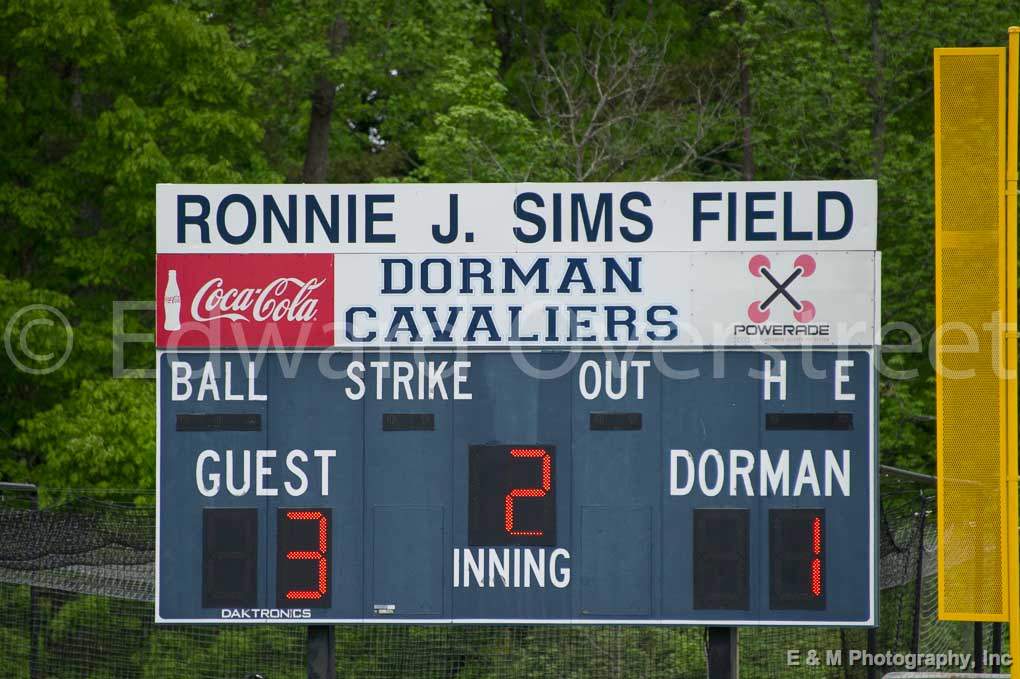 RONNIE J. SIMS FIELD
Coca-Cola
DORMAN
CAVALIERS
POWERADE
© Edward Overstreet
BALL STRIKE OUT H E
GUEST 2 DORMAN
3 INNING 1
DAKTRONICS
E & M Photography, Inc